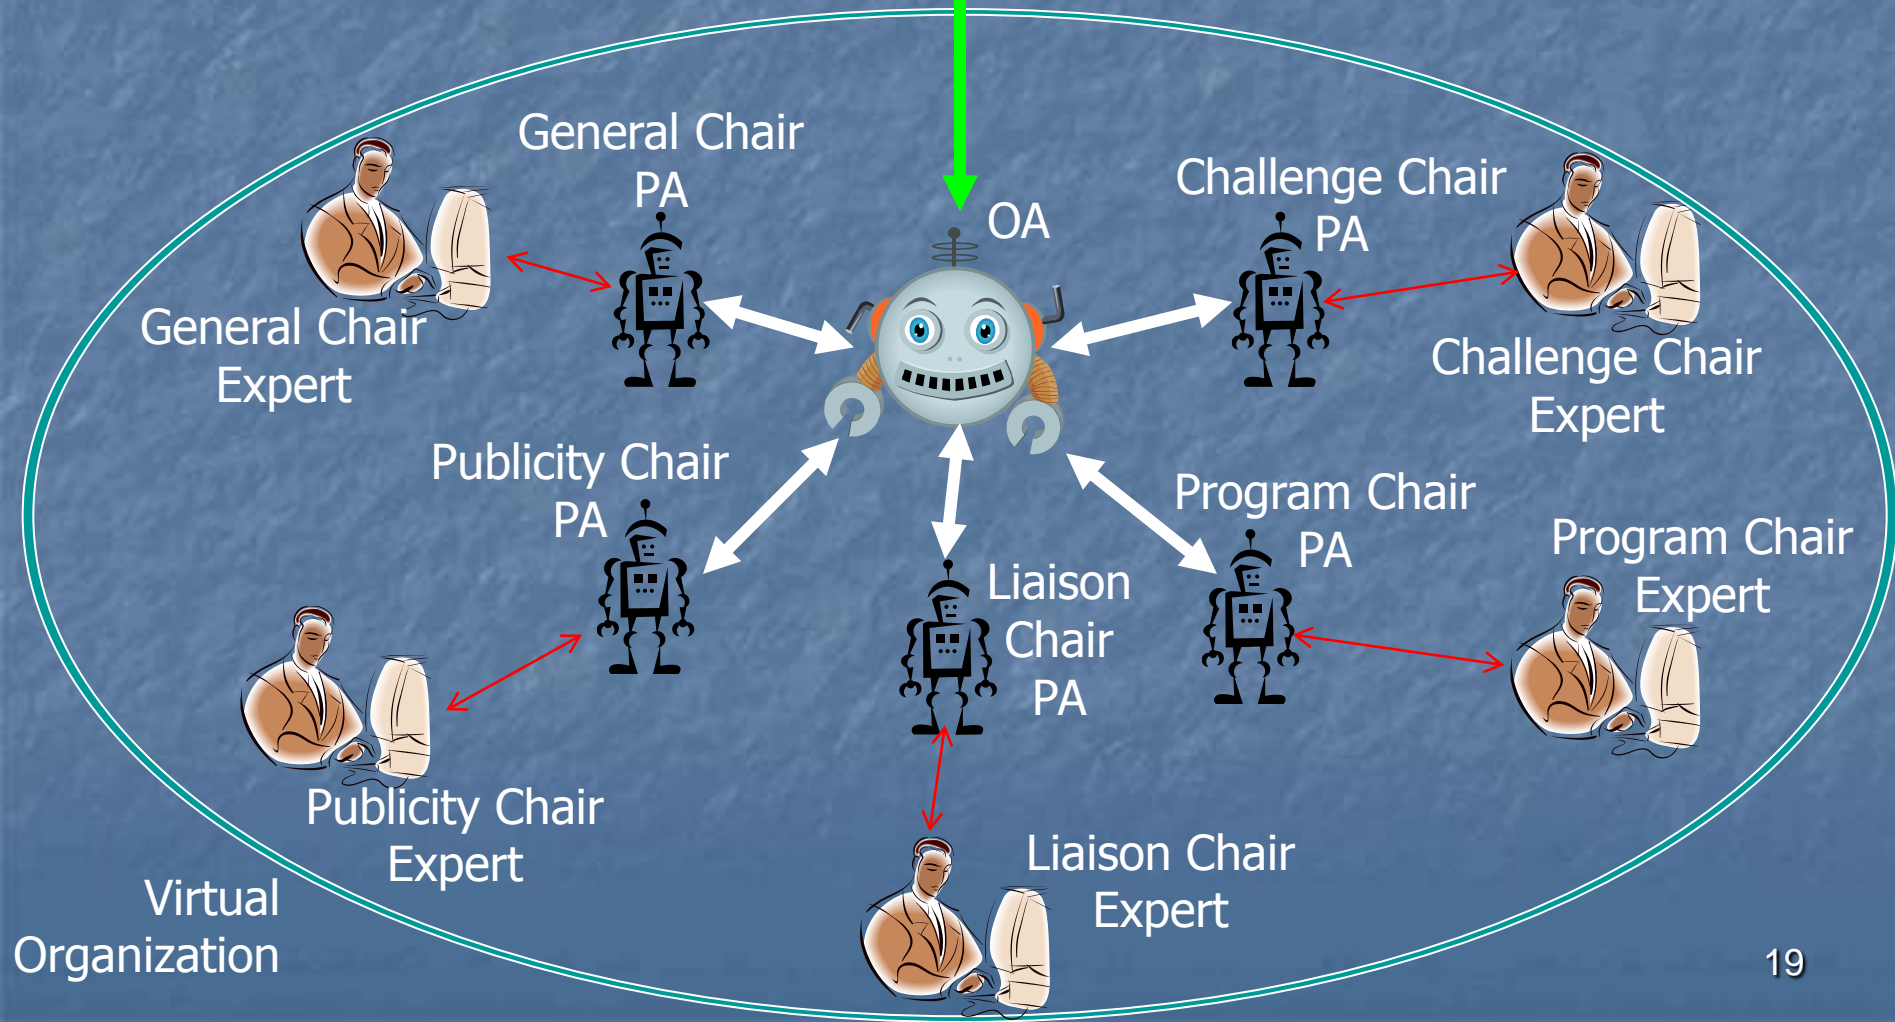 General Chair
PA
OA
Challenge Chair
PA
General Chair
Expert
Challenge Chair
Expert
Publicity Chair
PA
Program Chair
PA
Program Chair
Expert
Liaison
Chair
PA
Publicity Chair
Expert
Liaison Chair
Expert
Virtual
Organization
19